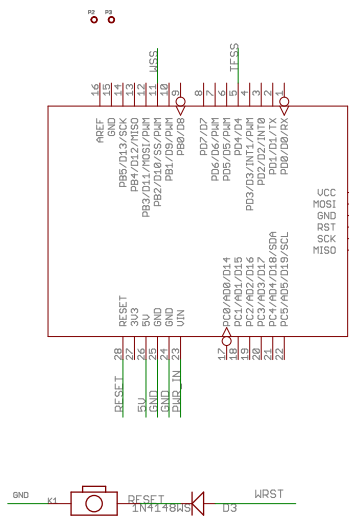 P2 P3
WSS
TFSS
16 15 14 13 12 11 10 9 8 7 6 5 4 3 2 1
AREF
GND
PB5/D13/SCK
PB4/D12/MISO
PB3/D11/MOSI/PWM
PB2/D10/SS/PWM
PB1/D9/PWM
PB0/D8
PD7/D7
PD6/D6/PWM
PD5/D5/PWM
PD4/D4
PD3/D3/INT1/PWM
PD2/D2/INT0
PD1/D1/TX
PD0/D0/RX
VCC
MOSI
GND
RST
SCK
MISO
RESET
3V3
5V
GND
GND
VIN
PC0/AD0/D14
PC1/AD1/D15
PC2/AD2/D16
PC3/AD3/D17
PC4/AD4/D18/SDA
PC5/AD5/D19/SCL
28 27 26 25 24 23 17 18 19 20 21 22
RESET
5V
GND
GND
PWR_IN
GND K1 RESET WRST
1N4148WS D3